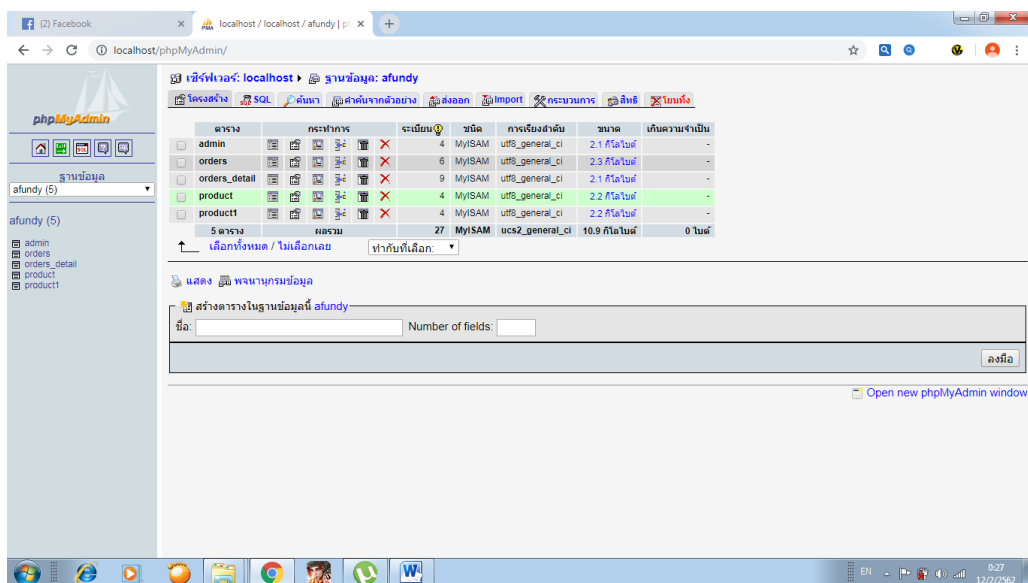 (2) Facebook
localhost / localhost / afundy | p
localhost/phpMyAdmin/
phpMyAdmin
ฐานข้อมูล
afundy (5)
afundy (5)
admin
orders
orders_detail
product
product1
เซิร์ฟเวอร์: localhost ฐานข้อมูล: afundy
โครงสร้าง SQL ค้นหา คำค้นจากตัวอย่าง ส่งออก Import กระบวนการ สิทธิ โยนทิ้ง
ตาราง กระทำการ ระเบียน ชนิด การเรียงลำดับ ขนาด เกินความจำเป็น
admin 4 MyISAM utf8_general_ci 2.1 กิโลไบต์ -
orders 6 MyISAM utf8_general_ci 2.3 กิโลไบต์ -
orders_detail 9 MyISAM utf8_general_ci 2.1 กิโลไบต์ -
product 4 MyISAM utf8_general_ci 2.2 กิโลไบต์ -
product1 4 MyISAM utf8_general_ci 2.2 กิโลไบต์ -
5 ตาราง ผลรวม 27 MyISAM ucs2_general_ci 10.9 กิโลไบต์ 0 ไบต์
เลือกทั้งหมด / ไม่เลือกเลย ทำกับที่เลือก:
แสดง พจนานุกรมข้อมูล
สร้างตารางในฐานข้อมูลนี้ afundy
ชื่อ: Number of fields:
ลงมือ
Open new phpMyAdmin window
EN 0:27
12/2/2562